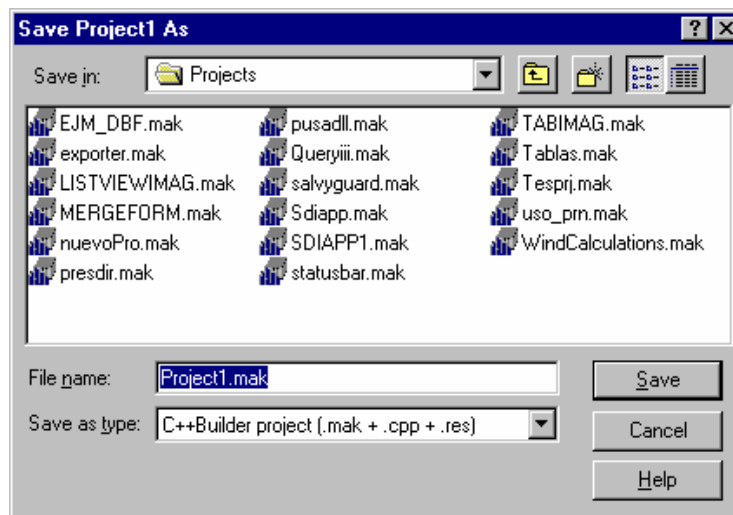 Save Project1 As
Save in: Projects
EJM_DBF.mak pusadll.mak TABIMAG.mak
exporter.mak Queryiii.mak Tablas.mak
LISTVIEWIMAG.mak salvyguard.mak Tesprj.mak
MERGEFORM.mak Sdiapp.mak uso_prn.mak
nuevoPro.mak SDIAPP1.mak WindCalculations.mak
presdir.mak statusbar.mak
File name: Project1.mak Save
Save as type: C++Builder project (.mak + .cpp + .res) Cancel
Help